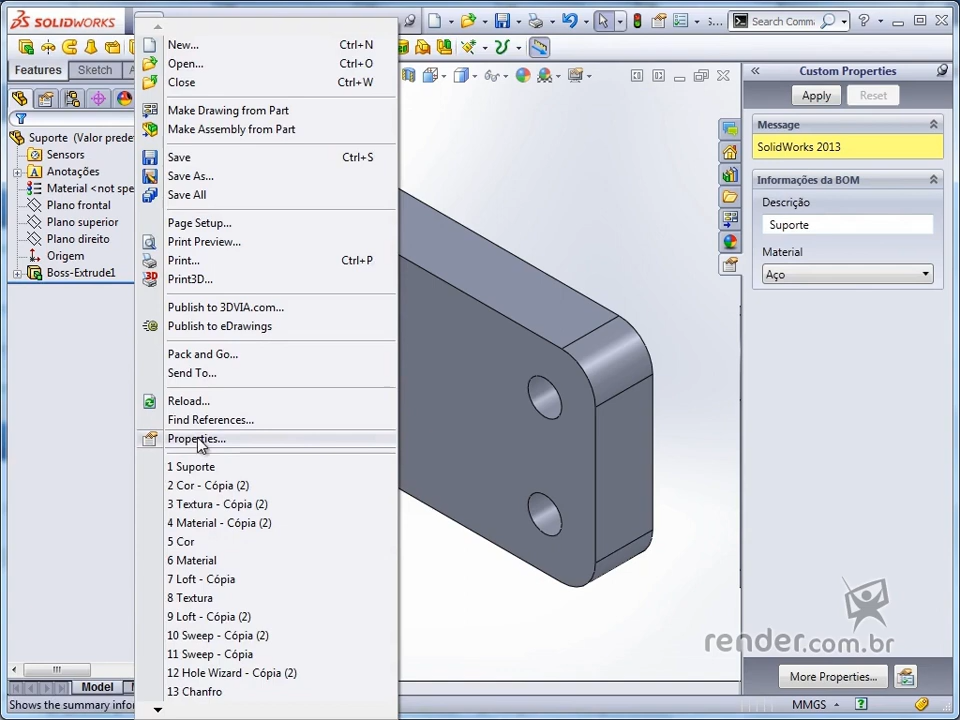 SOLIDWORKS
S...
Search Comma
Features
Sketch
Suporte (Valor prede
Sensors
Anotações
Material <not spe
Plano frontal
Plano superior
Plano direito
Origem
Boss-Extrude1
New... Ctrl+N
Open... Ctrl+O
Close Ctrl+W
Make Drawing from Part
Make Assembly from Part
Save Ctrl+S
Save As...
Save All
Page Setup...
Print Preview...
Print... Ctrl+P
Print3D...
Publish to 3DVIA.com...
Publish to eDrawings
Pack and Go...
Send To...
Reload...
Find References...
Properties...
1 Suporte
2 Cor - Cópia (2)
3 Textura - Cópia (2)
4 Material - Cópia (2)
5 Cor
6 Material
7 Loft - Cópia
8 Textura
9 Loft - Cópia (2)
10 Sweep - Cópia (2)
11 Sweep - Cópia
12 Hole Wizard - Cópia (2)
13 Chanfro
Custom Properties
Apply Reset
Message
SolidWorks 2013
Informações da BOM
Descrição
Suporte
Material
Aço
render.com.br
More Properties...
Model
Shows the summary infor
MMGS